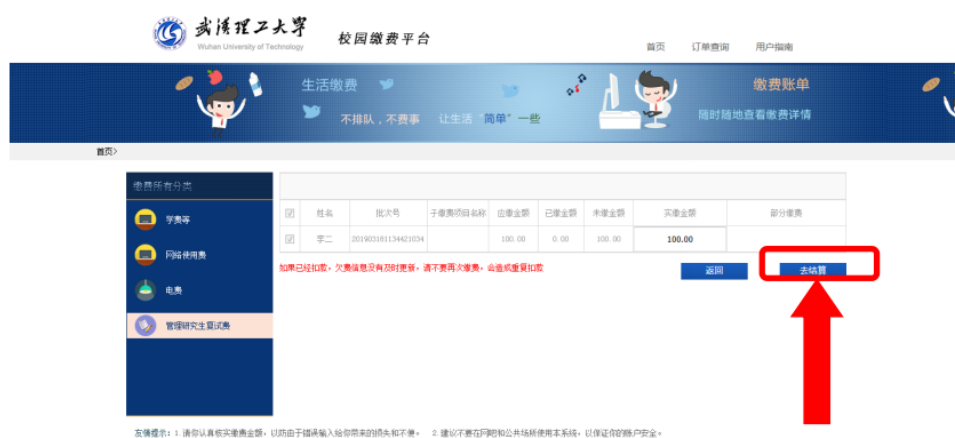 武汉理工大学
Wuhan University of Technology
校园缴费平台
首页 订单查询 用户指南
生活缴费
不排队，不费事 让生活“简单”一些
缴费账单
随时随地查看缴费详情
首页>
缴费所有分类
学费等
网络使用费
电费
管理研究生复试费
姓名 批次号 子缴费项目名称 应缴金额 已缴金额 未缴金额 实缴金额 部分缴费
李二 201903161134421034 100.00 0.00 100.00 100.00
如果已经扣款，欠费信息没有及时更新，请不要再次缴费，会造成重复扣款
返回 去结算
友情提示：1.请你认真核实缴费金额，以防由于错误输入给你带来的损失和不便。 2.建议不要在网吧和公共场所使用本系统，以保证你的账户安全。